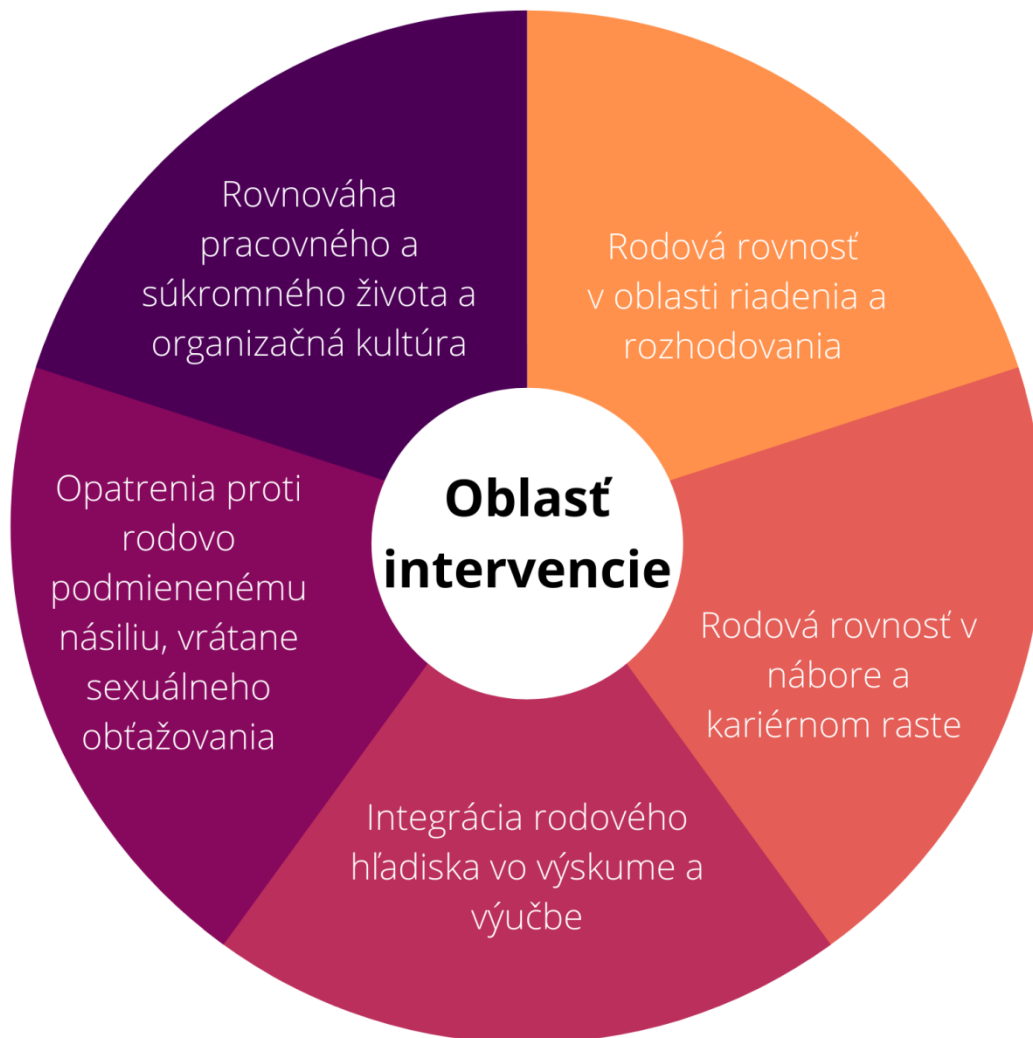 Rovnováha
pracovného a
súkromného života a
organizačná kultúra
Rodová rovnosť
v oblasti riadenia a
rozhodovania
Oblasť
intervencie
Opatrenia proti
rodovo
podmienenému
násiliu, vrátane
sexuálneho
obťažovania
Rodová rovnosť v
nábore a
kariérnom raste
Integrácia rodového
hľadiska vo výskume a
výučbe